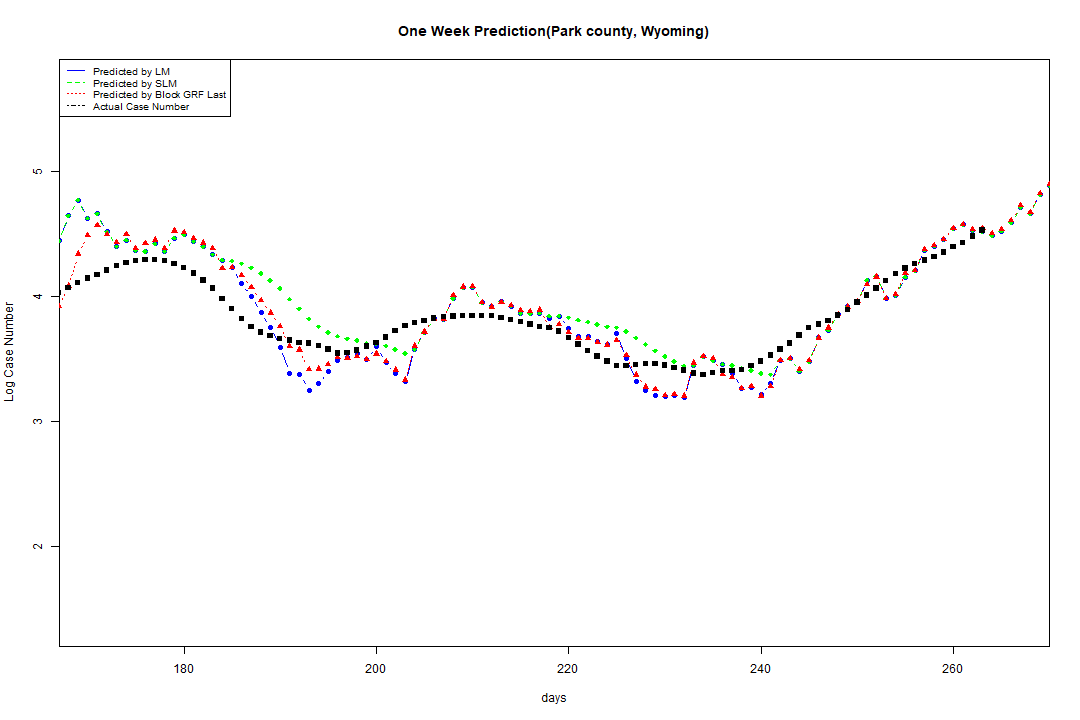 One Week Prediction(Park county, Wyoming)
Predicted by LM
Predicted by SLM
Predicted by Block GRF Last
Actual Case Number
5
4
3
2
Log Case Number
180 200 220 240 260
days